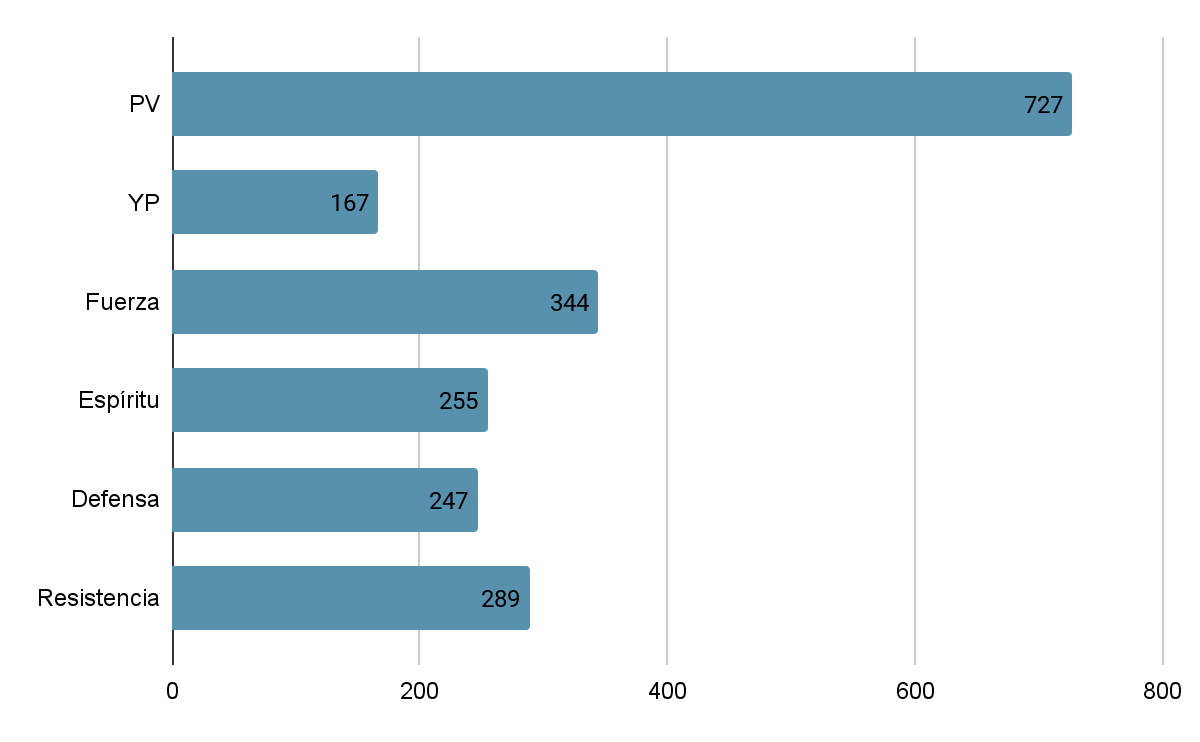 PV 727
YP 167
Fuerza 344
Espíritu 255
Defensa 247
Resistencia 289
0 200 400 600 800